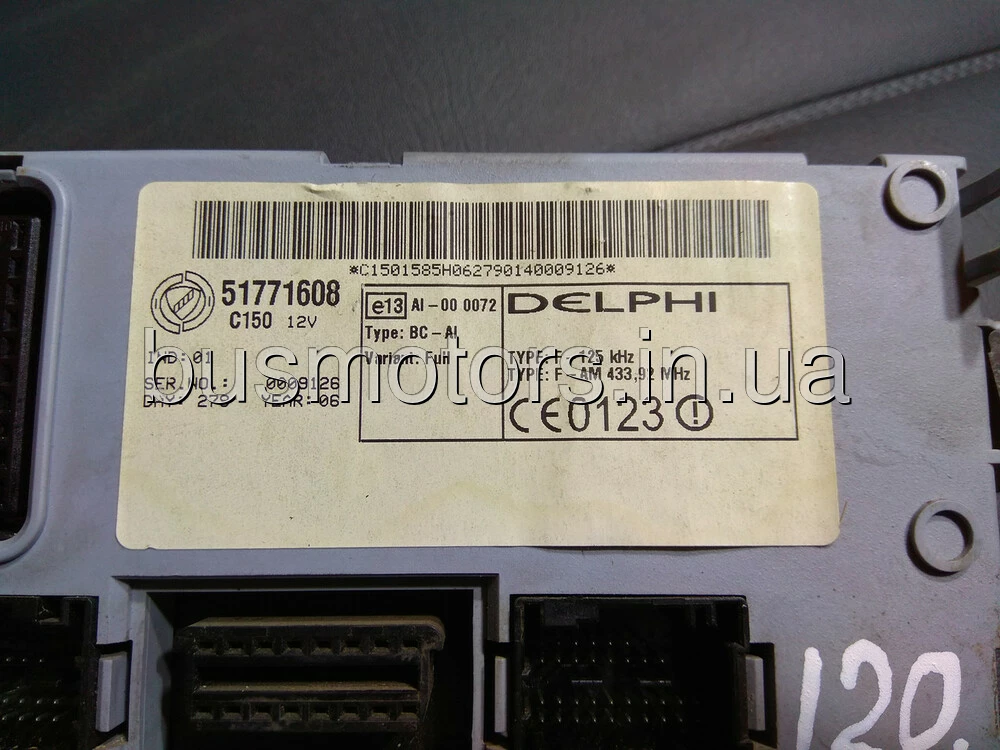 *C1501585H062790140009126*
51771608
C150 12V
IND: 01
SER.NO.: 0009126
DAY: 279 YEAR:06
e13 AI-00 0072
Type: BC-AI
Variant: Full
DELPHI
TYPE: F - 125 kHz
TYPE: F-AM 433,92 MHz
CE0123
busmotors.in.ua
120.